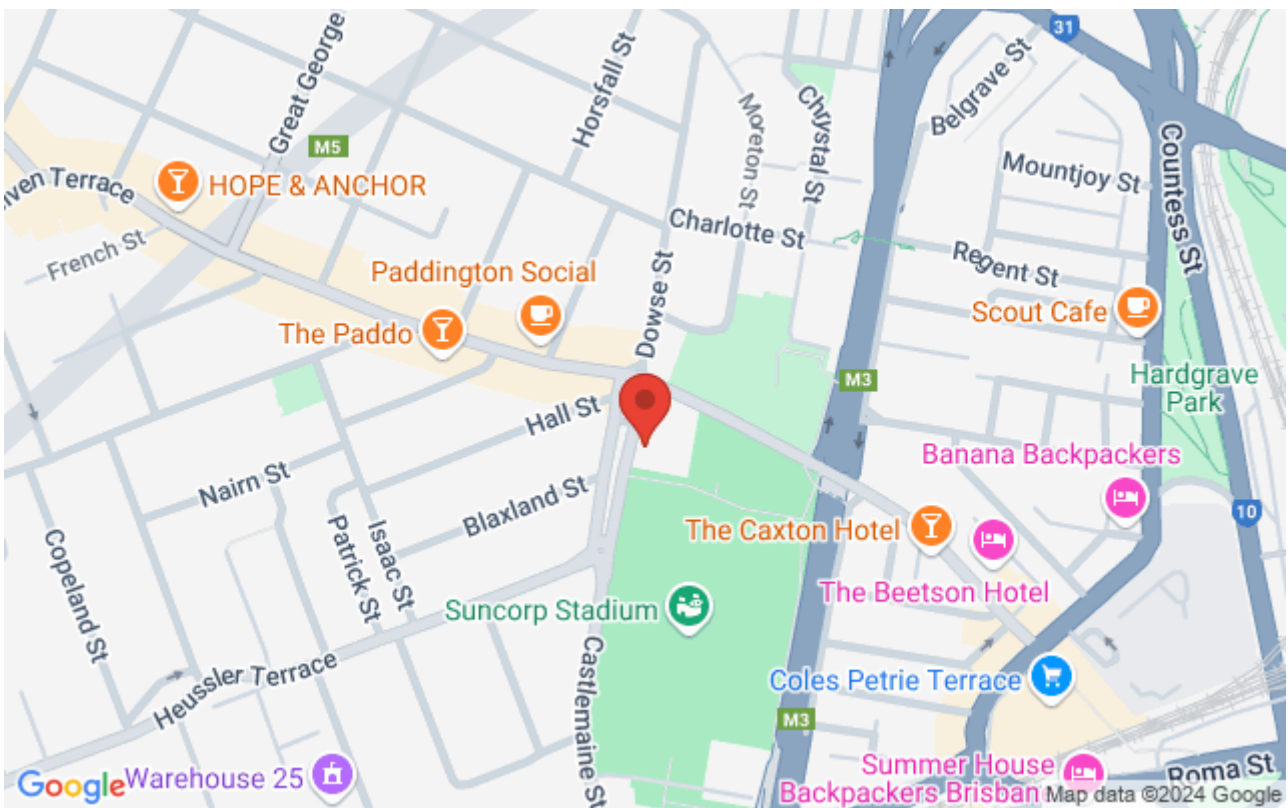 31
Great George
Horsfall St
Belgrave St
M5
Moreton St
Chrystal St
Countess St
Mountjoy St
HOPE & ANCHOR
iven Terrace
French St
Charlotte St
Regent St
Paddington Social
Dowse St
Scout Cafe
The Paddo
M3
Hardgrave
Park
Hall St
Banana Backpackers
Nairn St
Blaxland St
10
The Caxton Hotel
Copeland St
Patrick St
Isaac St
The Beetson Hotel
Suncorp Stadium
Heussler Terrace
Castlemaine St
Coles Petrie Terrace
M3
Google
Warehouse 25
Summer House
Backpackers Brisban
Roma St
Map data ©2024 Google